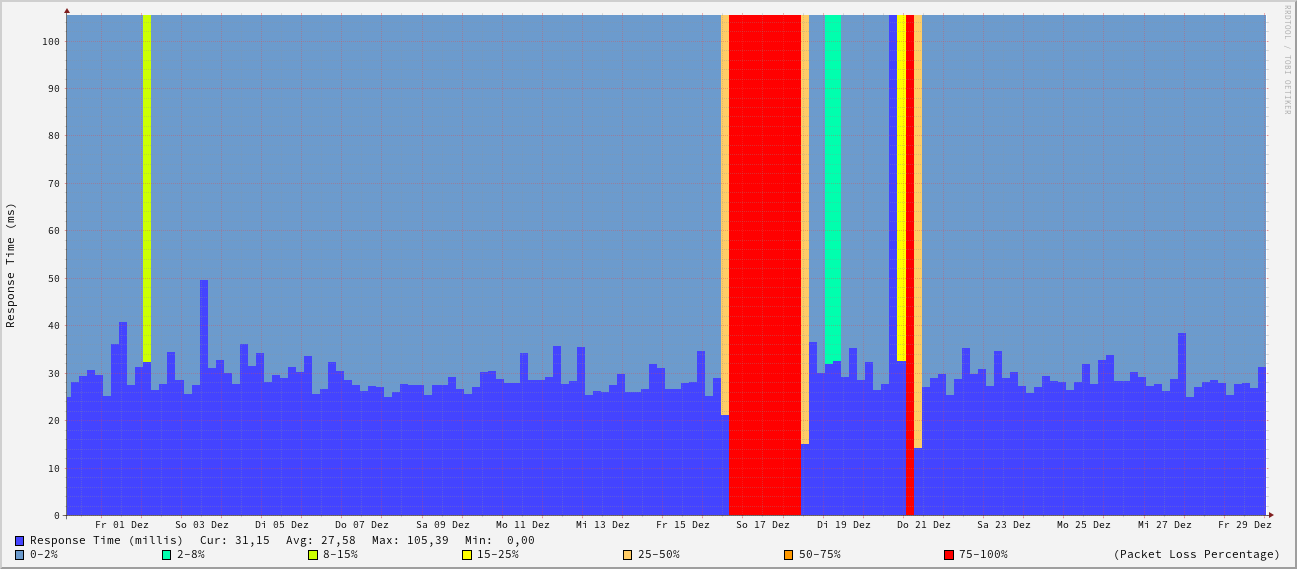 RRDTOOL / TOBI OETIKER
Response Time (ms)
100
90
80
70
60
50
40
30
20
10
0
Fr 01 Dez So 03 Dez Di 05 Dez Do 07 Dez Sa 09 Dez Mo 11 Dez Mi 13 Dez Fr 15 Dez So 17 Dez Di 19 Dez Do 21 Dez Sa 23 Dez Mo 25 Dez Mi 27 Dez Fr 29 Dez
Response Time (millis) Cur: 31,15 Avg: 27,58 Max: 105,39 Min: 0,00
0-2% 2-8% 8-15% 15-25% 25-50% 50-75% 75-100% (Packet Loss Percentage)